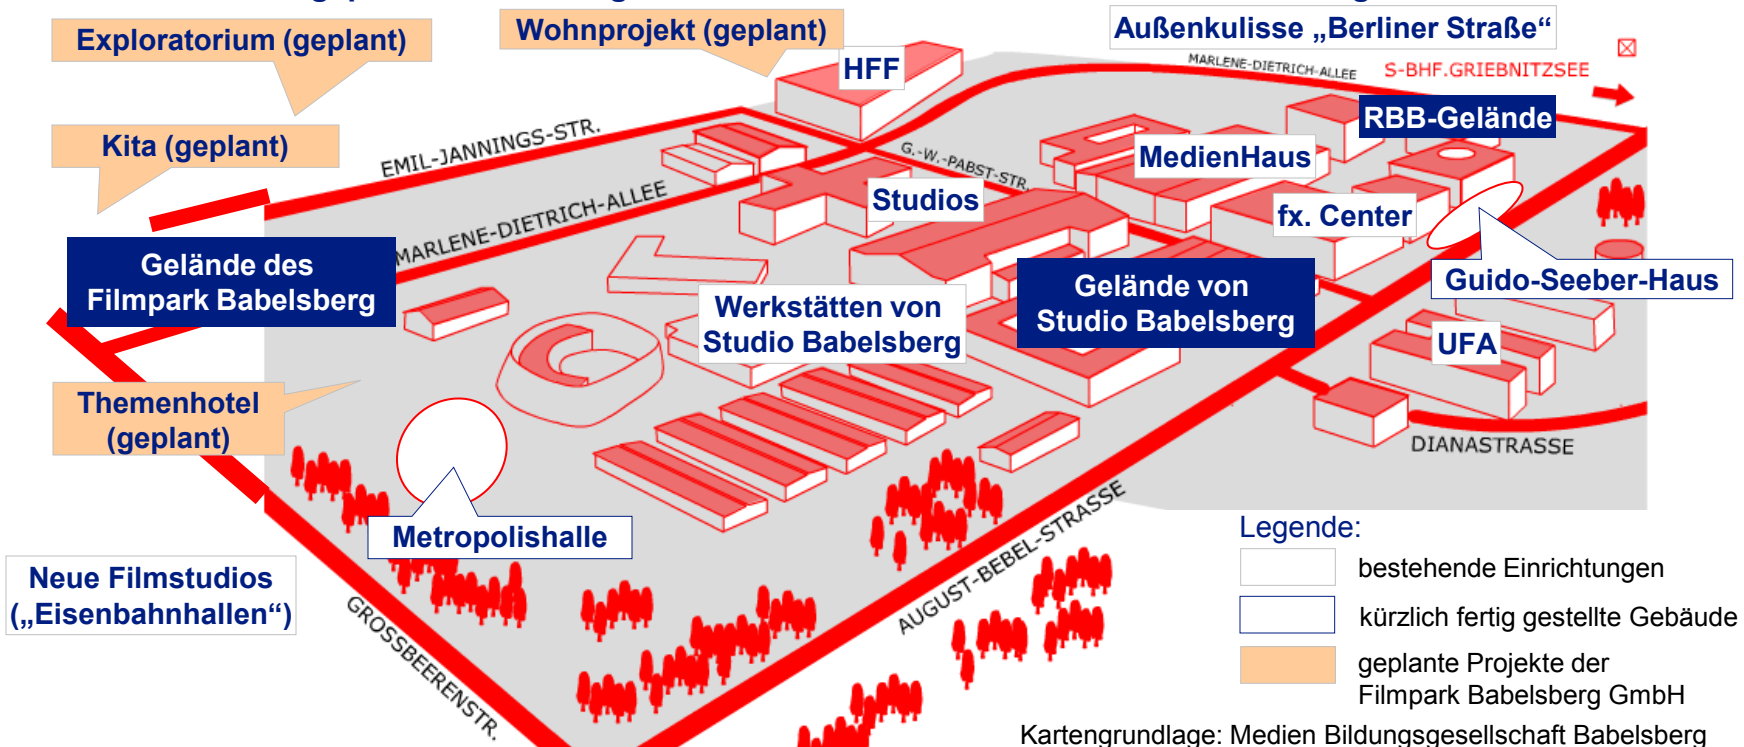 Exploratorium (geplant)
Wohnprojekt (geplant)
Außenkulisse „Berliner Straße“
HFF
MARLENE-DIETRICH-ALLEE
S-BHF.GRIEBNITZSEE
Kita (geplant)
EMIL-JANNINGS-STR.
RBB-Gelände
MedienHaus
G.-W.-PABST-STR.
Studios
fx. Center
MARLENE-DIETRICH-ALLEE
Gelände des
Filmpark Babelsberg
Guido-Seeber-Haus
Gelände von
Studio Babelsberg
Werkstätten von
Studio Babelsberg
UFA
Themenhotel
(geplant)
DIANASTRASSE
Metropolishalle
AUGUST-BEBEL-STRASSE
Neue Filmstudios
(„Eisenbahnhallen“)
GROSSBEERENSTR.
Legende:
bestehende Einrichtungen
kürzlich fertig gestellte Gebäude
geplante Projekte der
Filmpark Babelsberg GmbH
Kartengrundlage: Medien Bildungsgesellschaft Babelsberg